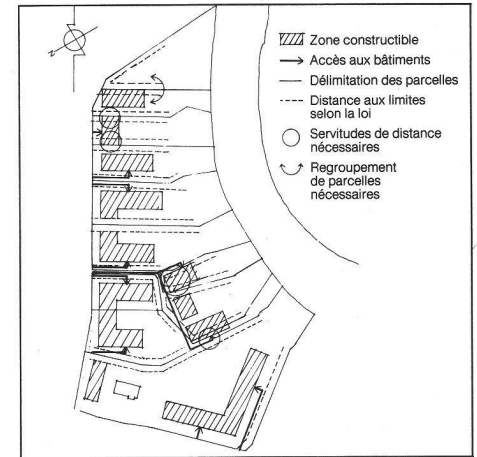 z
Zone constructible
Accès aux bâtiments
Délimitation des parcelles
Distance aux limites
selon la loi
Servitudes de distance
nécessaires
Regroupement
de parcelles
nécessaires